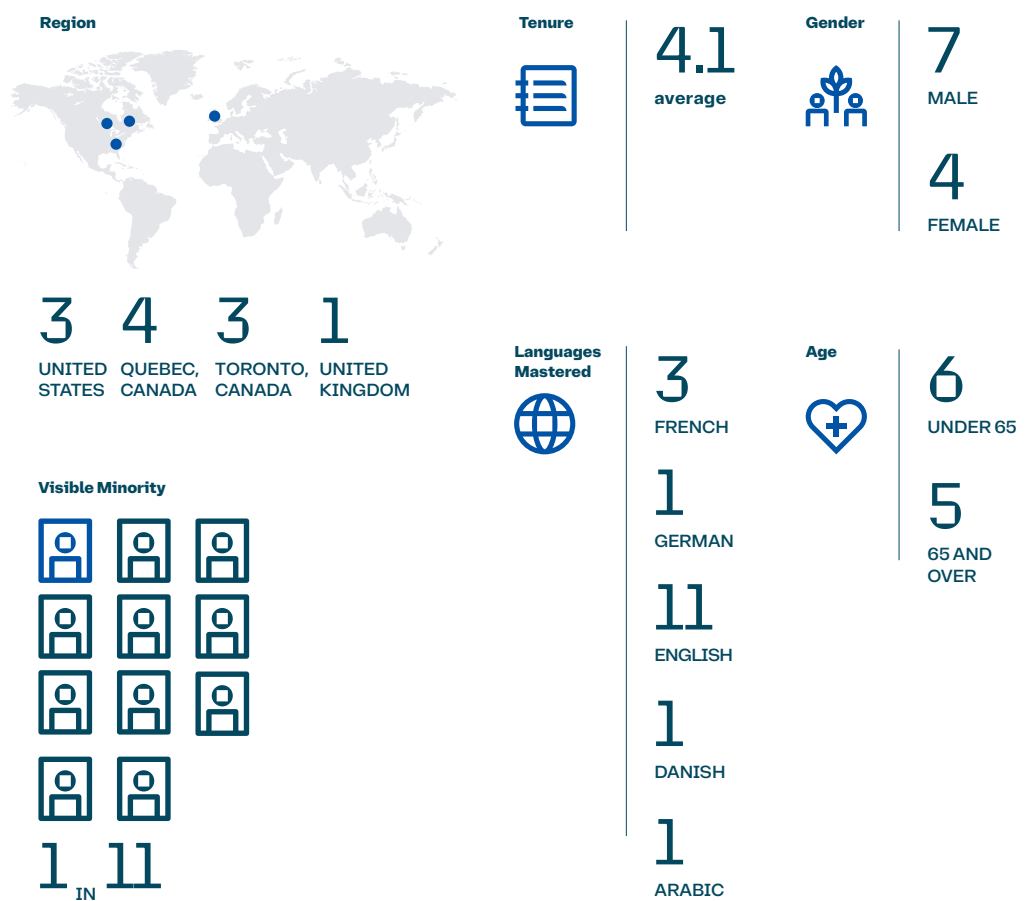 Region
3
UNITED
STATES
4
QUEBEC,
CANADA
3
TORONTO,
CANADA
1
UNITED
KINGDOM
Visible Minority
1 IN 11
Tenure
4.1
average
Gender
7
MALE
4
FEMALE
Languages
Mastered
3
FRENCH
1
GERMAN
11
ENGLISH
1
DANISH
1
ARABIC
Age
6
UNDER 65
5
65 AND
OVER